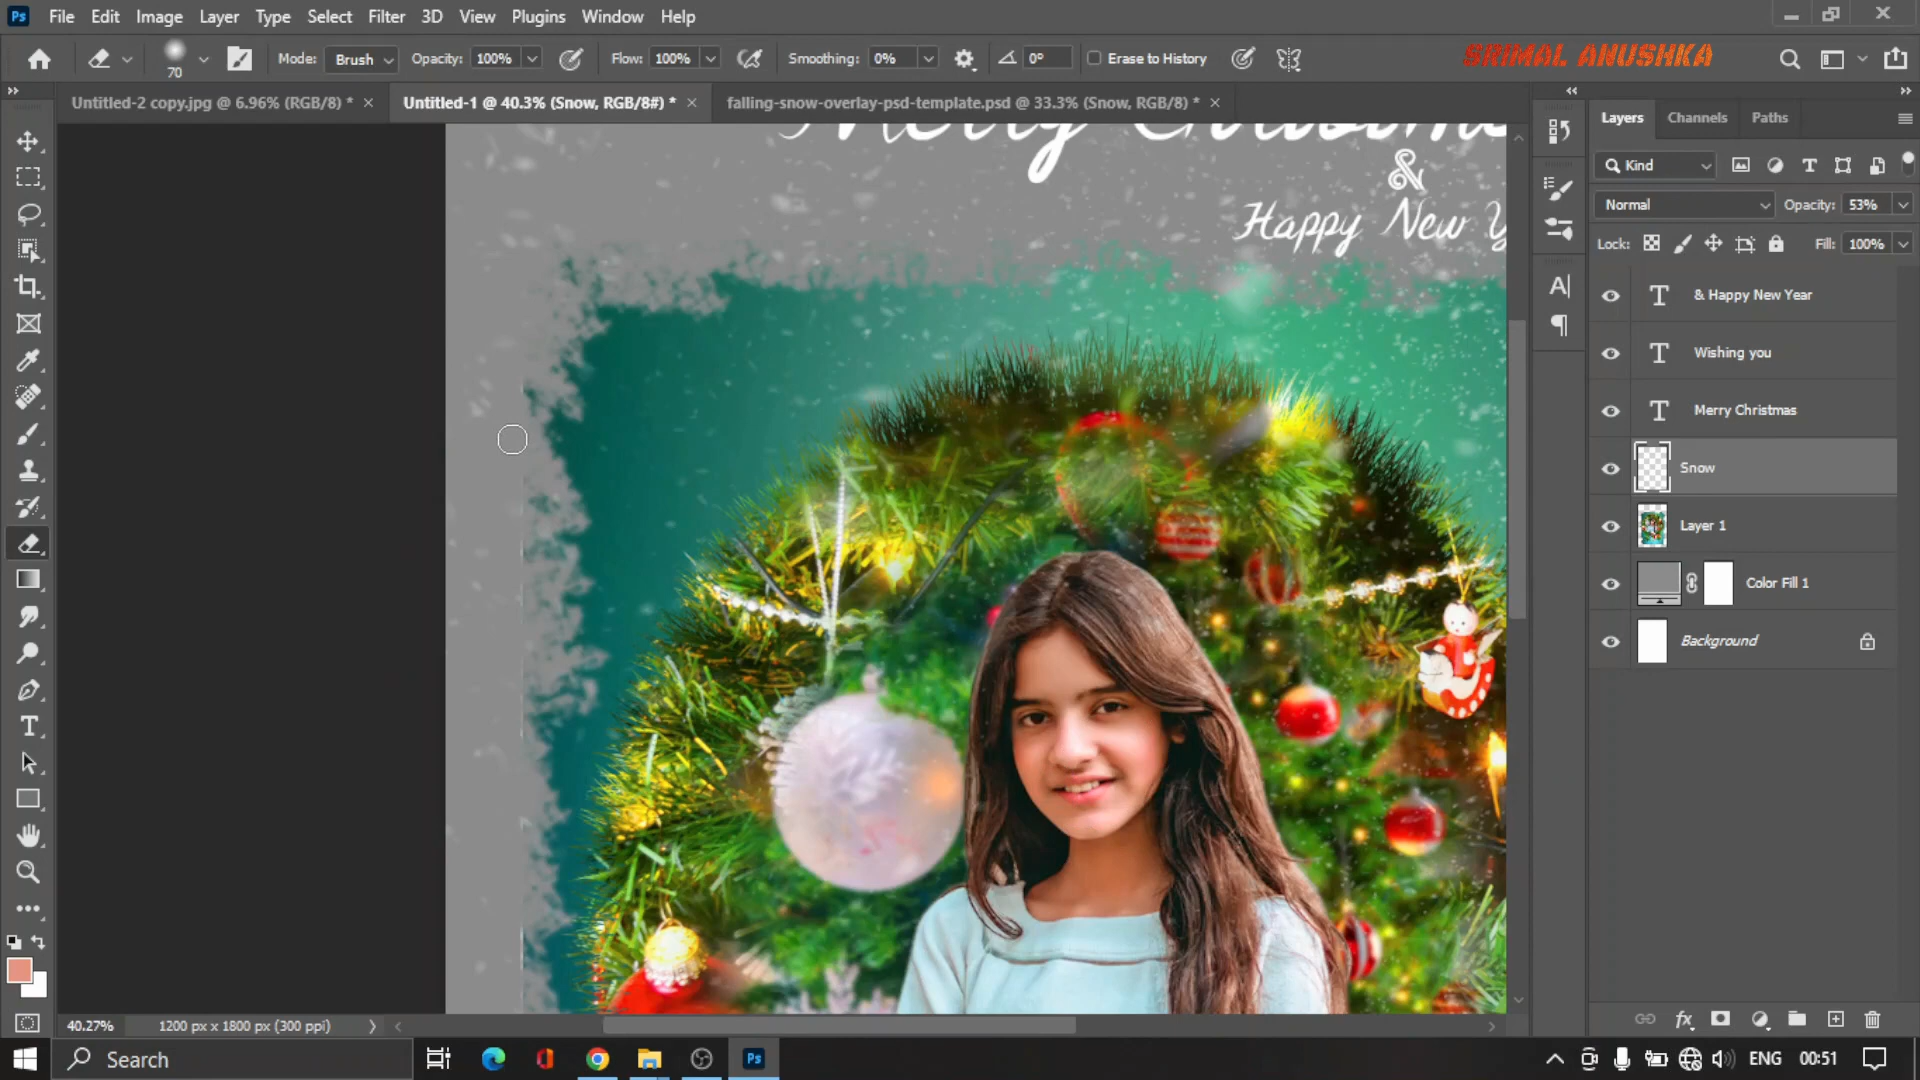 File Edit Image Layer Type Select Filter 3D View Plugins Window Help
70 Mode: Brush Opacity: 100% Flow: 100% Smoothing: 0% 0° Erase to History SRIMAL ANUSHKA
Untitled-2 copy.jpg @ 6.96% (RGB/8) * × Untitled-1 @ 40.3% (Snow, RGB/8#) * × falling-snow-overlay-psd-template.psd @ 33.3% (Snow, RGB/8) * ×
Merry
&
Happy New Y
Layers Channels Paths
Kind
Normal Opacity: 53%
Lock: Fill: 100%
& Happy New Year
Wishing you
Merry Christmas
Snow
Layer 1
Color Fill 1
Background
40.27% 1200 px x 1800 px (300 ppi)
Search ENG 00:51